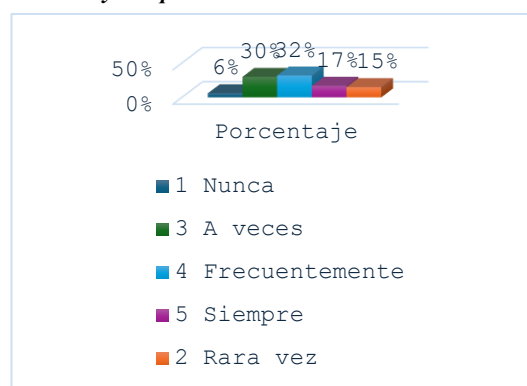 50%
0%
6%
30%
32%
17%
15%
Porcentaje
1 Nunca
3 A veces
4 Frecuentemente
5 Siempre
2 Rara vez